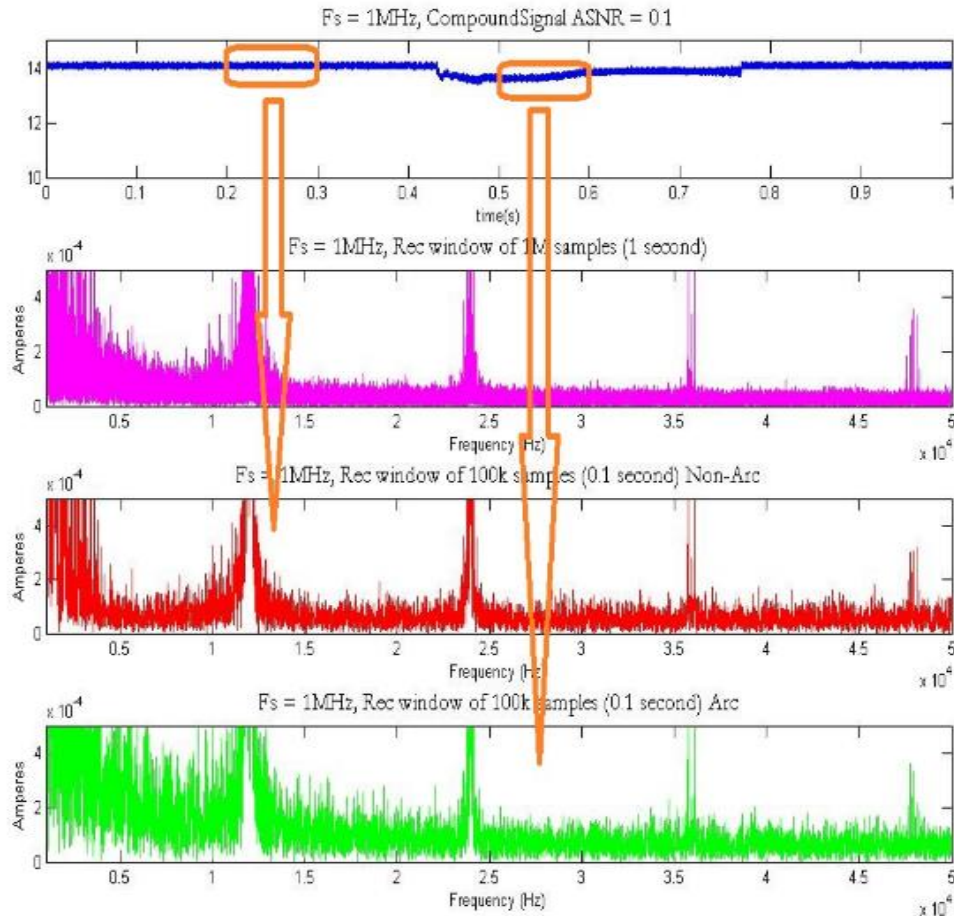 Fs = 1MHz, CompoundSignal ASNR = 0.1
14
12
10
0 0.1 0.2 0.3 0.4 0.5 0.6 0.7 0.8 0.9 1
time(s)
Fs = 1MHz, Rec window of 1M samples (1 second)
x 10^-4
Amperes
4
2
0
0.5 1 1.5 2 2.5 3 3.5 4 4.5 5
Frequency (Hz)
x 10^4
Fs = 1MHz, Rec window of 100k samples (0.1 second) Non-Arc
x 10^-4
Amperes
4
2
0
0.5 1 1.5 2 2.5 3 3.5 4 4.5 5
Frequency (Hz)
x 10^4
Fs = 1MHz, Rec window of 100k samples (0.1 second) Arc
x 10^-4
Amperes
4
2
0
0.5 1 1.5 2 2.5 3 3.5 4 4.5 5
Frequency (Hz)
x 10^4